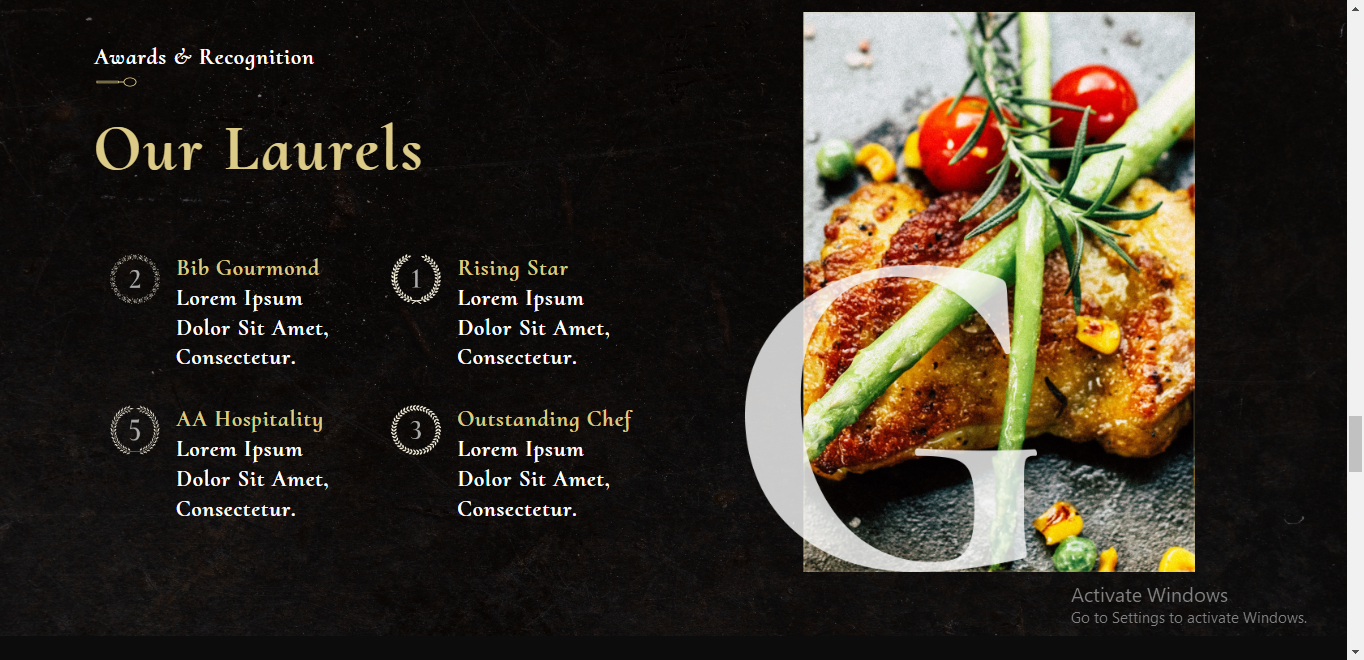 Awards & Recognition
Our Laurels
2
Bib Gourmond
Lorem Ipsum
Dolor Sit Amet,
Consectetur.
1
Rising Star
Lorem Ipsum
Dolor Sit Amet,
Consectetur.
5
AA Hospitality
Lorem Ipsum
Dolor Sit Amet,
Consectetur.
3
Outstanding Chef
Lorem Ipsum
Dolor Sit Amet,
Consectetur.
G
Activate Windows
Go to Settings to activate Windows.